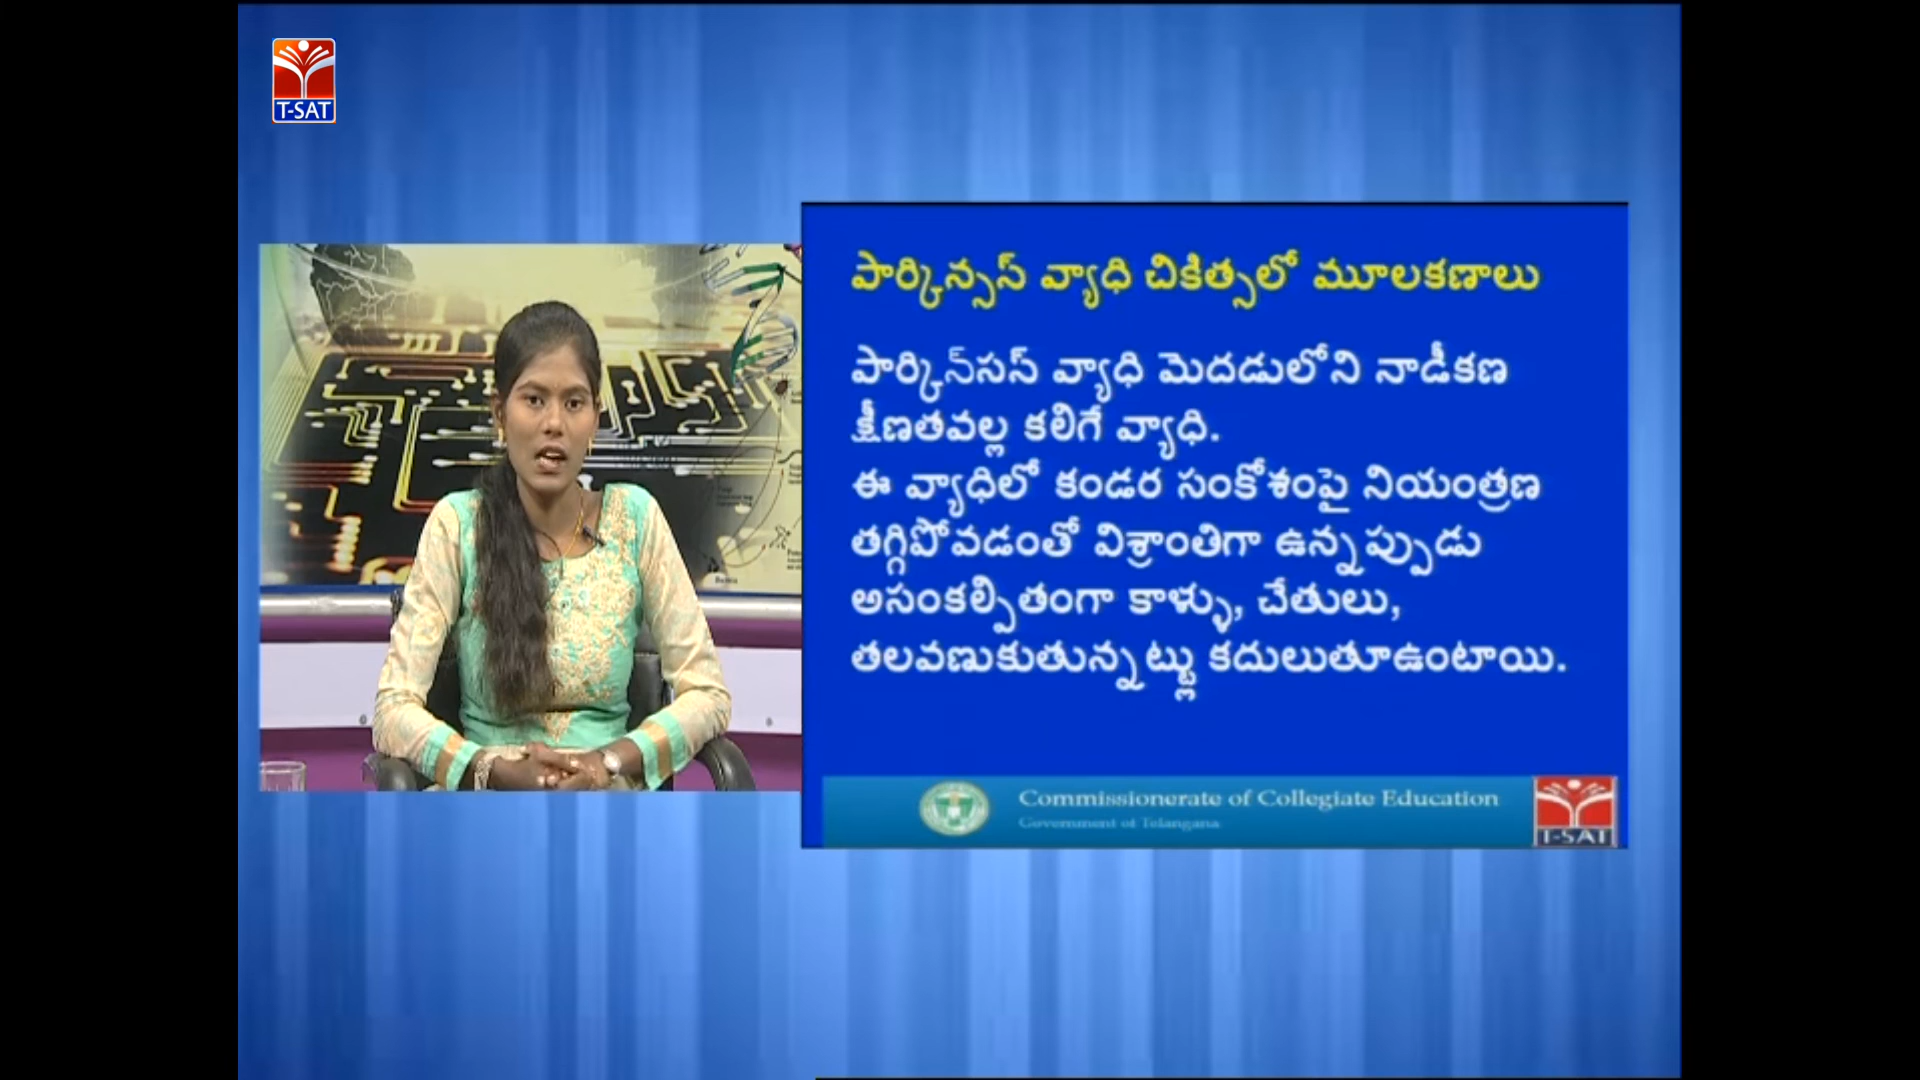 T-SAT
పార్కిన్సస్ వ్యాధి చికిత్సలో మూలకణాలు
పార్కిన్‌సస్ వ్యాధి మెదడులోని నాడీకణ
క్షీణతవల్ల కలిగే వ్యాధి.
ఈ వ్యాధిలో కండర సంకోశంపై నియంత్రణ
తగ్గిపోవడంతో విశ్రాంతిగా ఉన్నప్పుడు
అసంకల్పితంగా కాళ్ళు, చేతులు,
తలవణుకుతున్నట్టు కదులుతూఉంటాయి.
Commissionerate of Collegiate Education
Government of Telangana
T-SAT